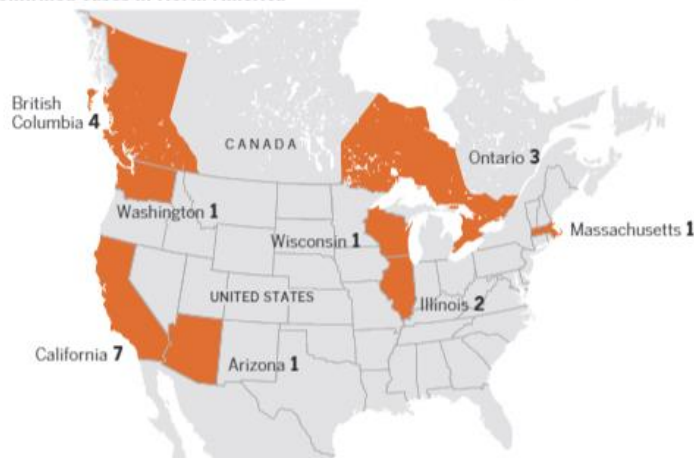 British
Columbia 4
CANADA
Ontario 3
Washington 1
Wisconsin 1
Massachusetts 1
UNITED STATES
Illinois 2
California 7
Arizona 1